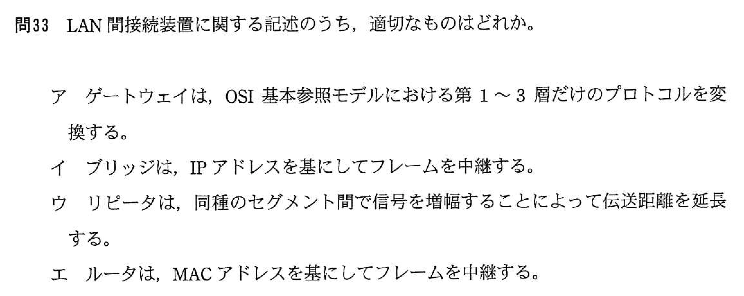 問33 LAN 間接続装置に関する記述のうち，適切なものはどれか。
ア ゲートウェイは，OSI 基本参照モデルにおける第 1 ～ 3 層だけのプロトコルを変
換する。
イ ブリッジは，IP アドレスを基にしてフレームを中継する。
ウ リピータは，同種のセグメント間で信号を増幅することによって伝送距離を延長
する。
エ ルータは，MAC アドレスを基にしてフレームを中継する。